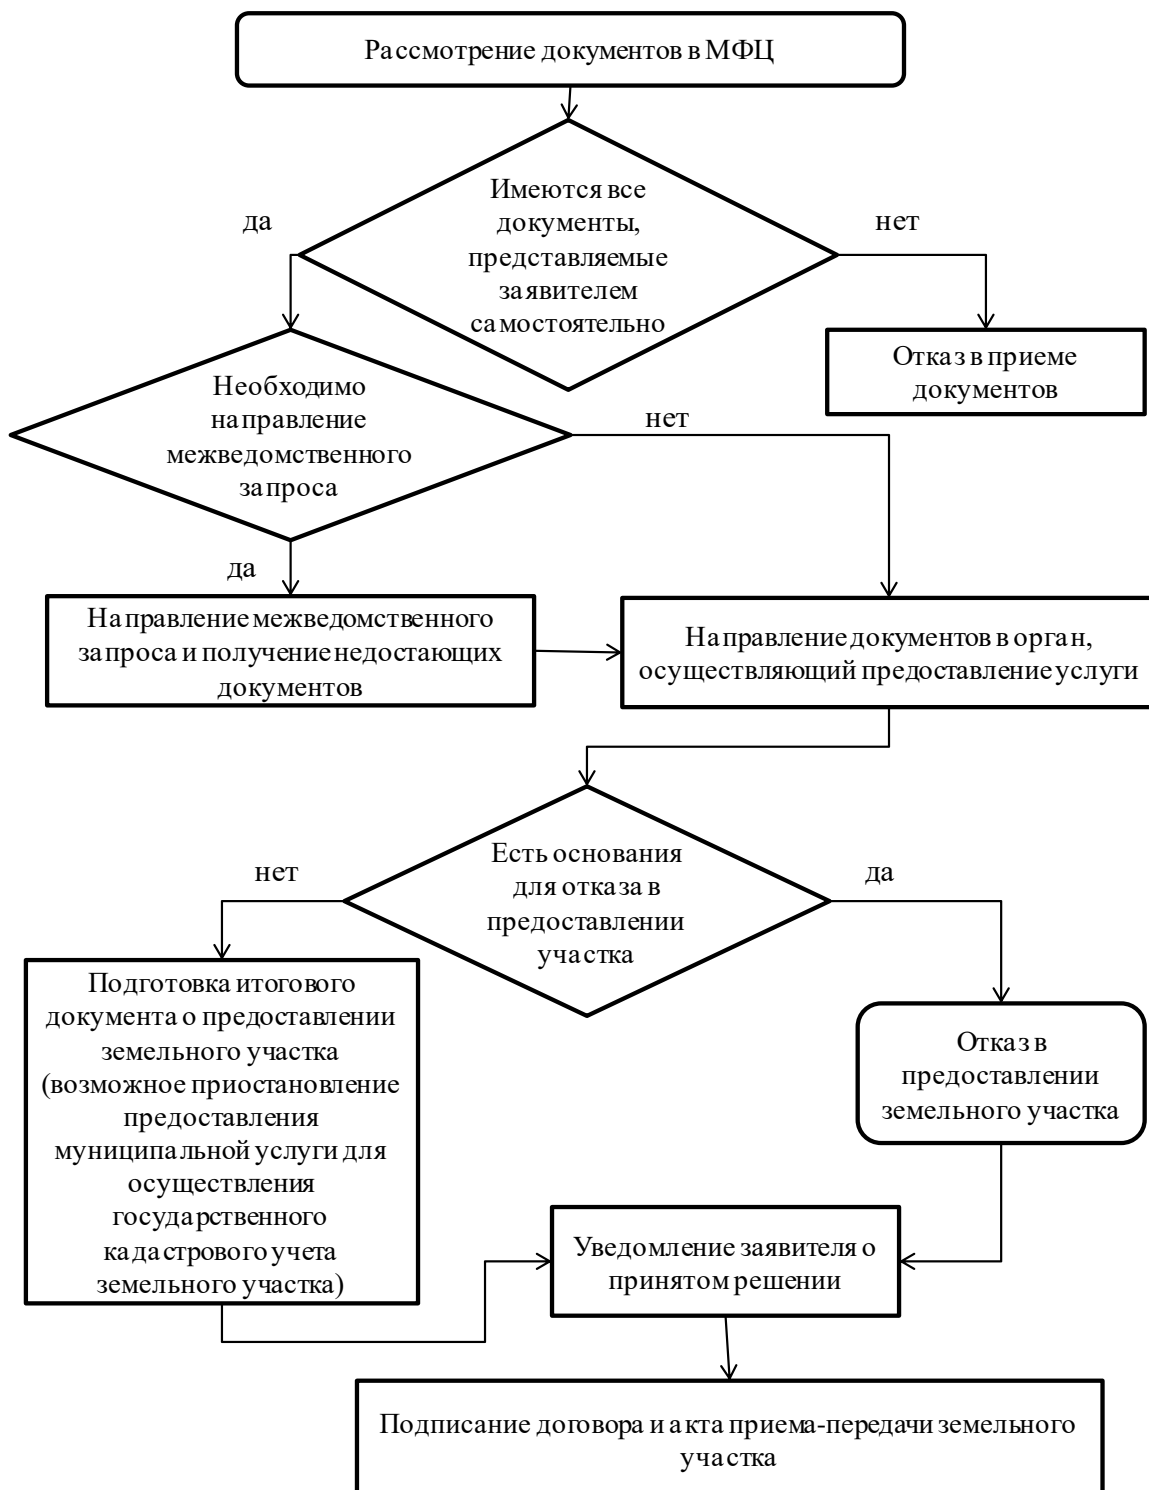 Рассмотрение документов в МФЦ
Имеются все
документы,
представляемые
заявителем
самостоятельно
да
нет
Отказ в приеме
документов
Необходимо
направление
межведомственного
запроса
нет
да
Направление межведомственного
запроса и получение недостающих
документов
Направление документов в орган,
осуществляющий предоставление услуги
Есть основания
для отказа в
предоставлении
участка
нет
да
Подготовка итогового
документа о предоставлении
земельного участка
(возможное приостановление
предоставления
муниципальной услуги для
осуществления
государственного
кадастрового учета
земельного участка)
Отказ в
предоставлении
земельного участка
Уведомление заявителя о
принятом решении
Подписание договора и акта приема-передачи земельного
участка